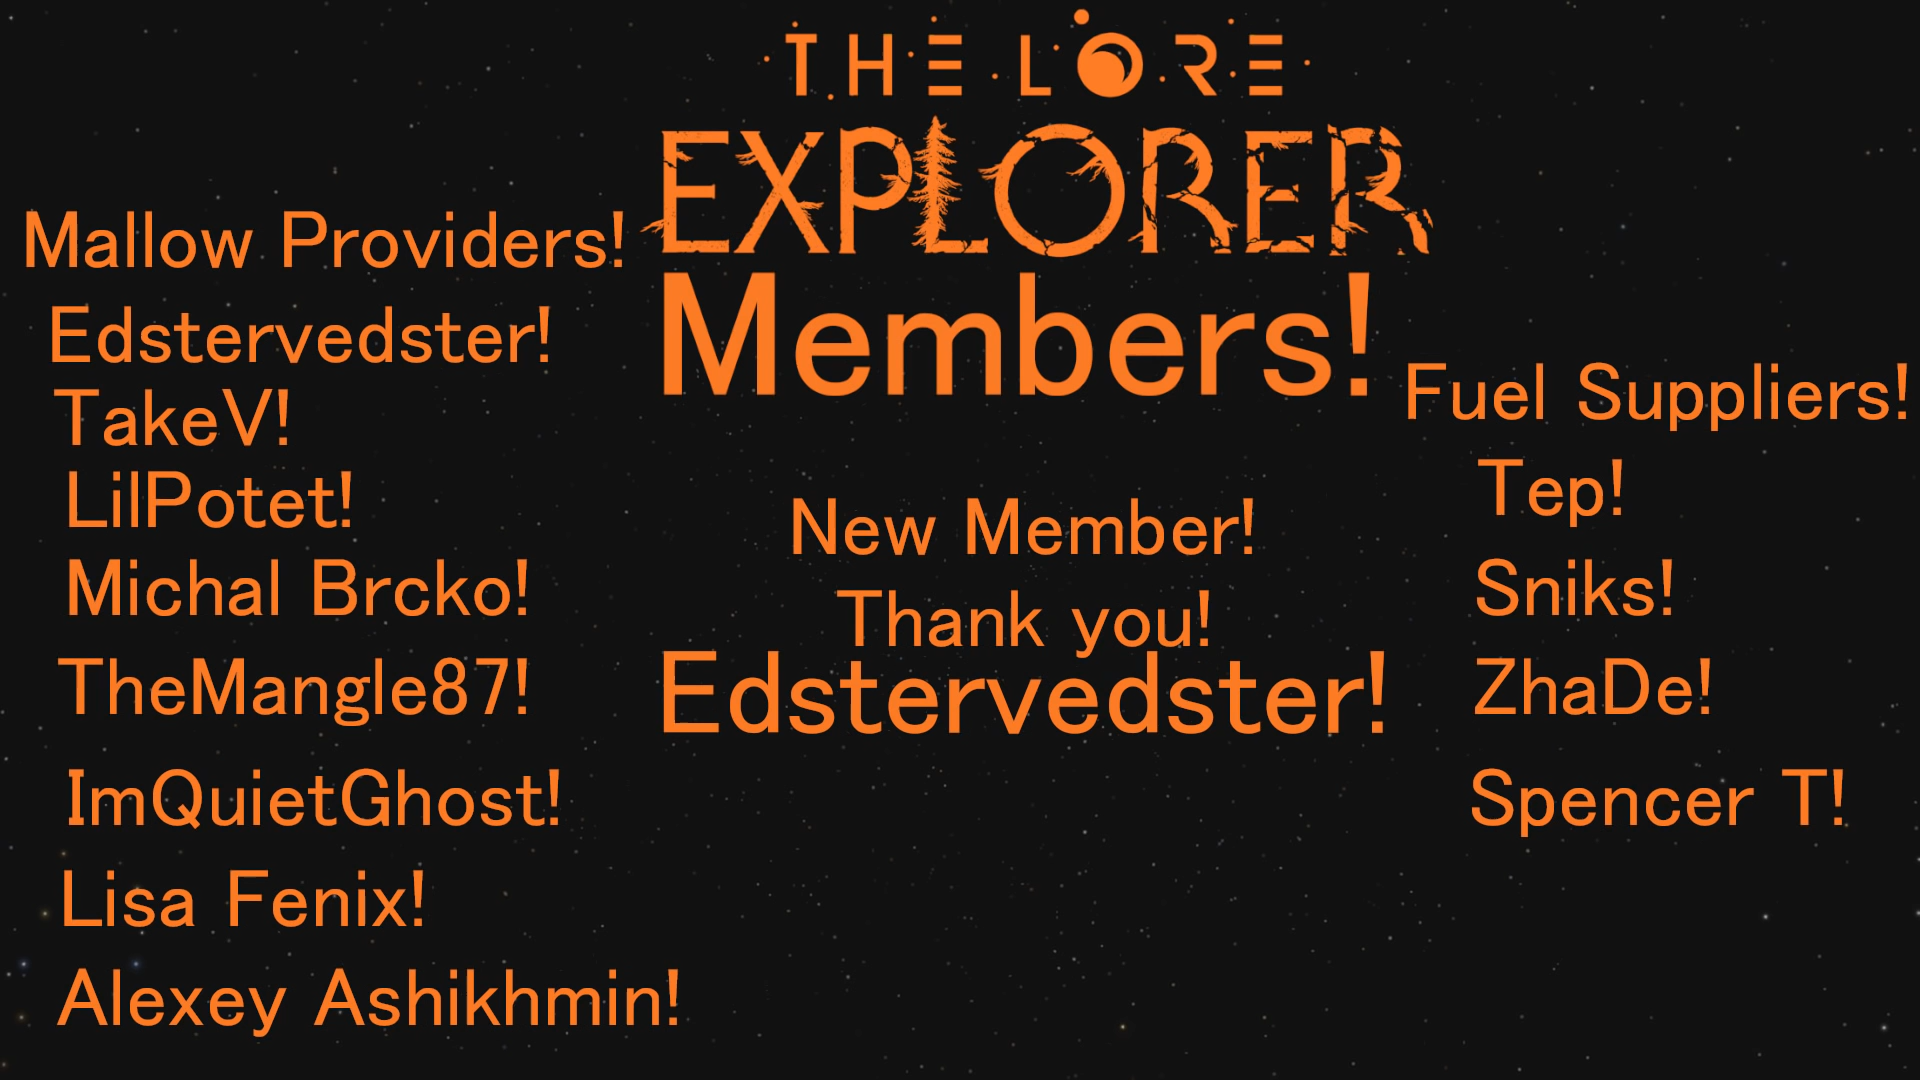 THE LORE
EXPLORER
Members!
Mallow Providers!
Edstervedster!
TakeV!
LilPotet!
Michal Brcko!
TheMangle87!
ImQuietGhost!
Lisa Fenix!
Alexey Ashikhmin!
New Member!
Thank you!
Edstervedster!
Fuel Suppliers!
Tep!
Sniks!
ZhaDe!
Spencer T!